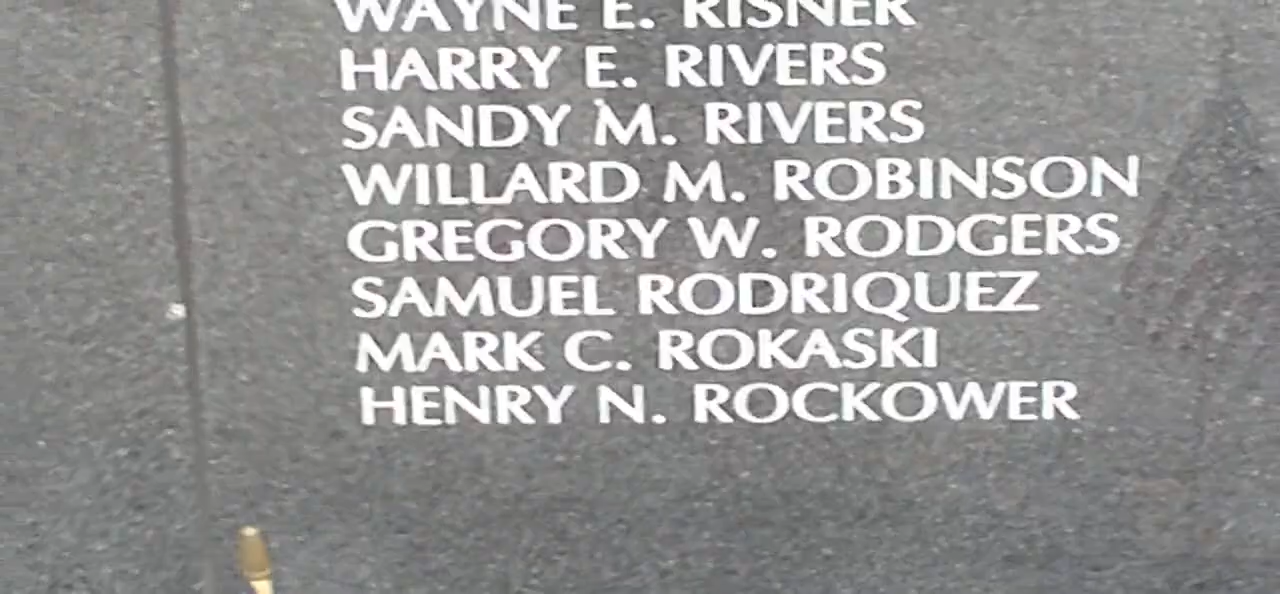 WAYNE E. RISNER
HARRY E. RIVERS
SANDY M. RIVERS
WILLARD M. ROBINSON
GREGORY W. RODGERS
SAMUEL RODRIQUEZ
MARK C. ROKASKI
HENRY N. ROCKOWER